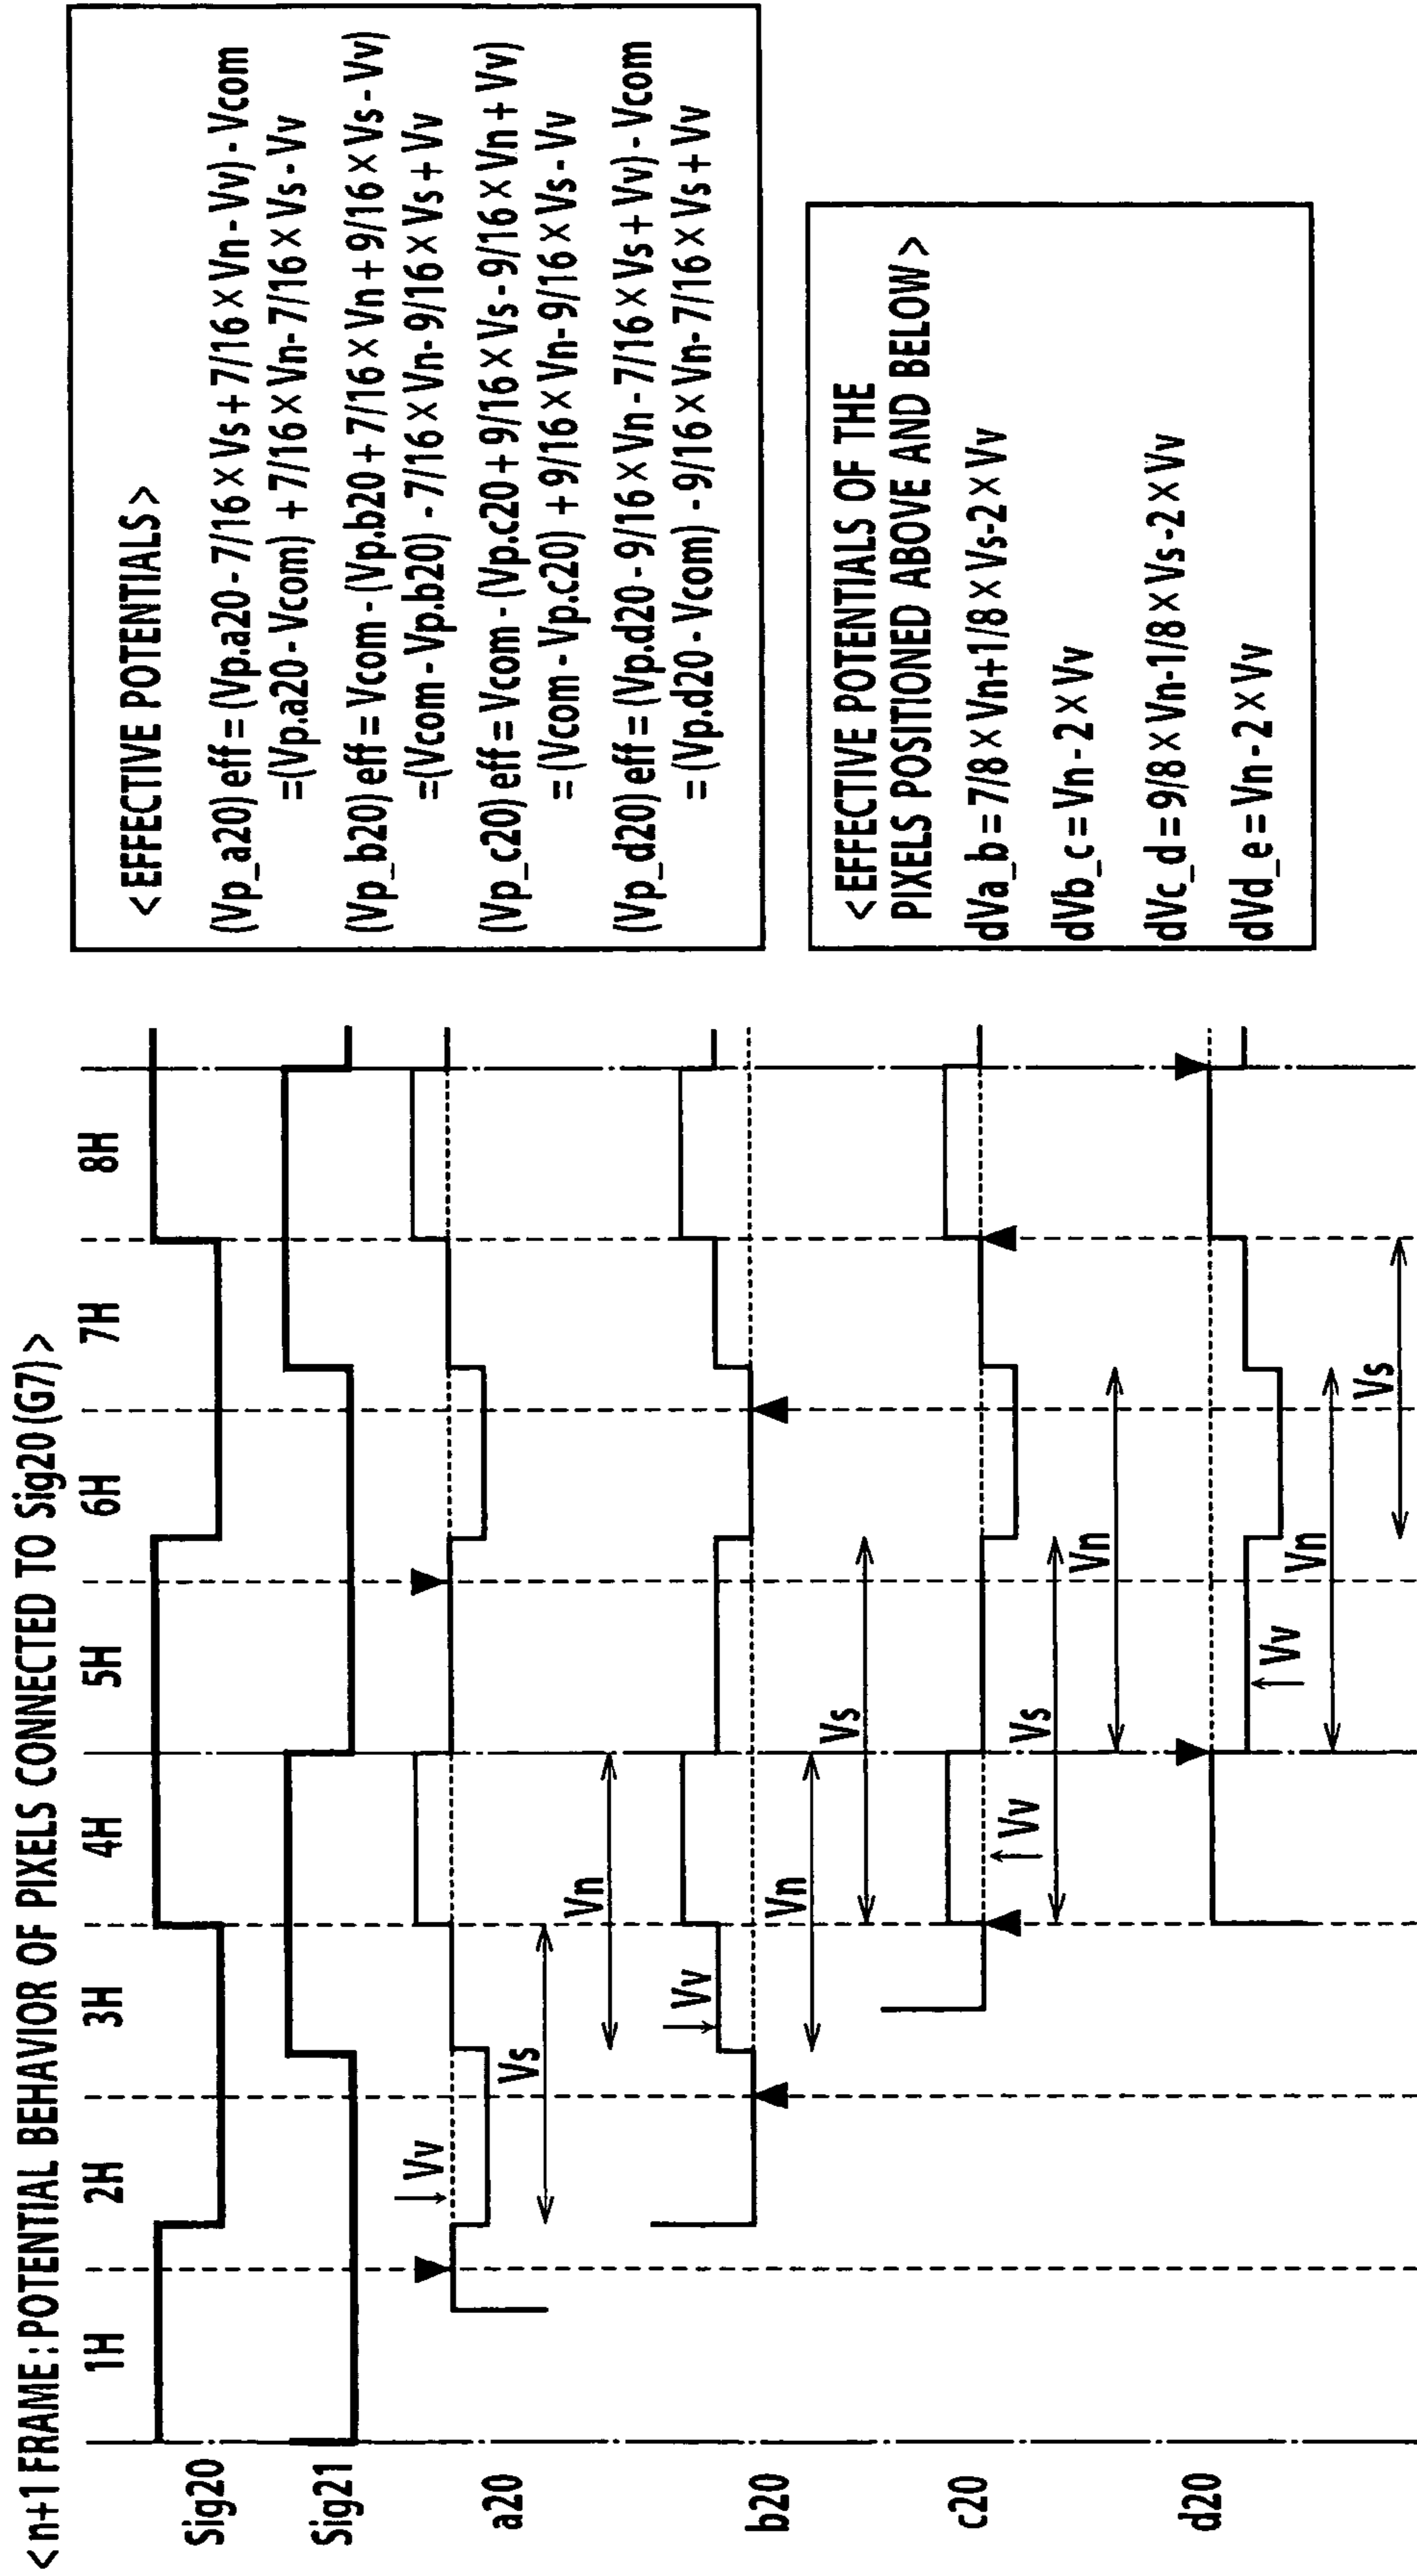 <n+1 FRAME : POTENTIAL BEHAVIOR OF PIXELS CONNECTED TO Sig20 (G7)>
1H 2H 3H 4H 5H 6H 7H 8H
Sig20
Sig21
a20
Vv
Vs
Vn
b20
Vv
Vn
Vs
c20
Vv
Vs
Vn
d20
Vv
Vn
Vs
<EFFECTIVE POTENTIALS>
(Vp_a20) eff = (Vp.a20 - 7/16 × Vs + 7/16 × Vn - Vv) - Vcom
=(Vp.a20 - Vcom) + 7/16 × Vn - 7/16 × Vs - Vv
(Vp_b20) eff = Vcom - (Vp.b20 + 7/16 × Vn + 9/16 × Vs - Vv)
=(Vcom - Vp.b20) - 7/16 × Vn - 9/16 × Vs + Vv
(Vp_c20) eff = Vcom - (Vp.c20 + 9/16 × Vs - 9/16 × Vn + Vv)
= (Vcom - Vp.c20) + 9/16 × Vn - 9/16 × Vs - Vv
(Vp_d20) eff = (Vp.d20 - 9/16 × Vn - 7/16 × Vs + Vv) - Vcom
= (Vp.d20 - Vcom) - 9/16 × Vn - 7/16 × Vs + Vv
<EFFECTIVE POTENTIALS OF THE
PIXELS POSITIONED ABOVE AND BELOW>
dVa_b = 7/8 × Vn+1/8 × Vs-2 × Vv
dVb_c = Vn - 2 × Vv
dVc_d = 9/8 × Vn-1/8 × Vs -2 × Vv
dVd_e = Vn - 2 × Vv